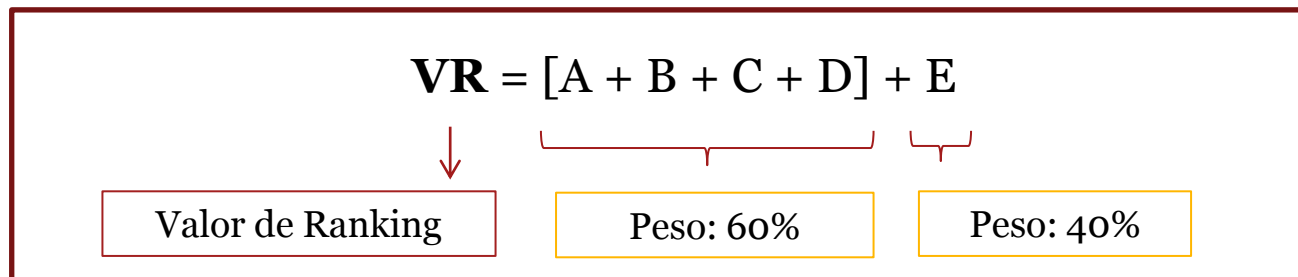 VR = [A + B + C + D] + E
Valor de Ranking
Peso: 60%
Peso: 40%